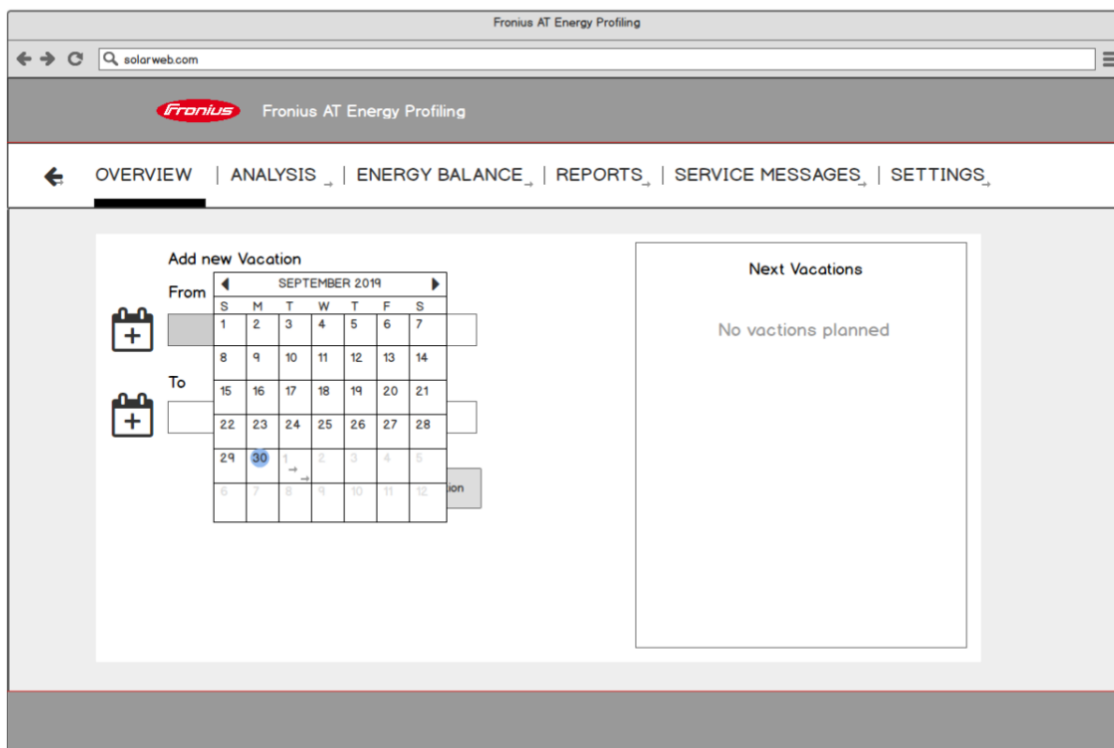 Fronius AT Energy Profiling
solarweb.com
Fronius Fronius AT Energy Profiling
OVERVIEW | ANALYSIS | ENERGY BALANCE | REPORTS | SERVICE MESSAGES | SETTINGS
Add new Vacation
From
SEPTEMBER 2019
S M T W T F S
1 2 3 4 5 6 7
8 9 10 11 12 13 14
To
15 16 17 18 19 20 21
22 23 24 25 26 27 28
29 30 1 2 3 4 5
6 7 8 9 10 11 12
ion
Next Vacations
No vactions planned